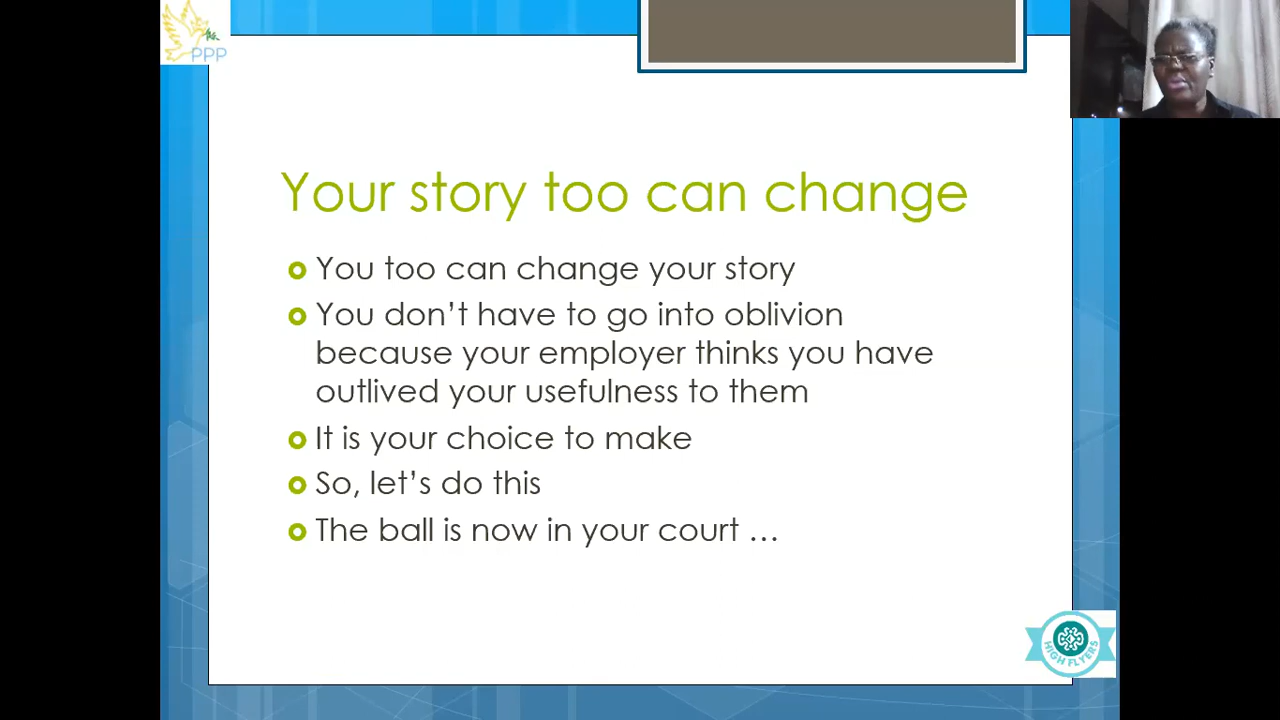 PPP
Your story too can change
You too can change your story
You don’t have to go into oblivion
because your employer thinks you have
outlived your usefulness to them
It is your choice to make
So, let’s do this
The ball is now in your court …
HIGH FLYERS